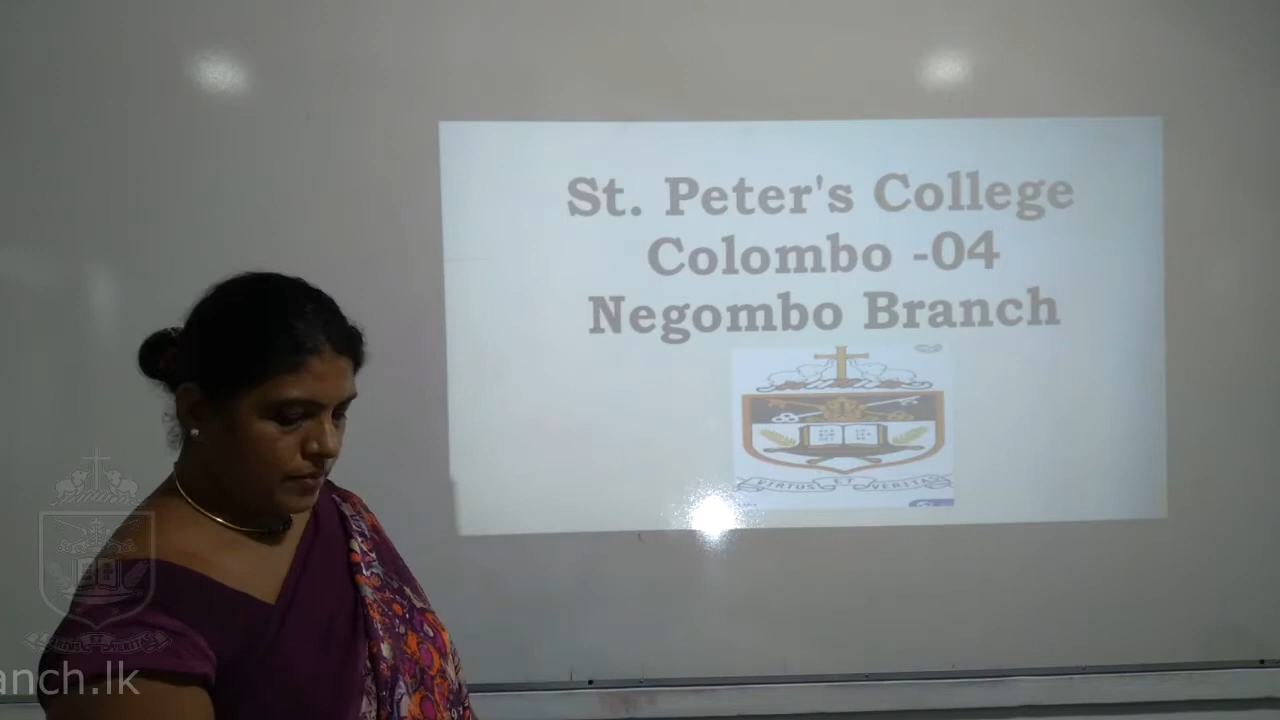 St. Peter's College
Colombo -04
Negombo Branch
VIRTUS ET VERITAS
anch.lk